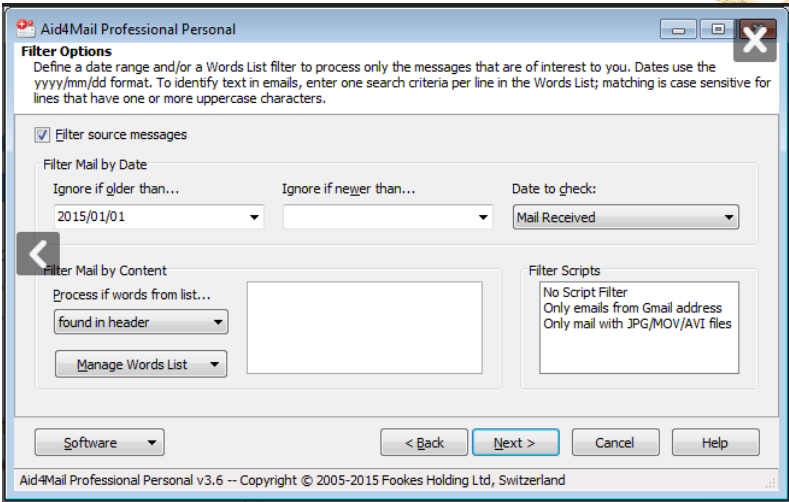 Aid4Mail Professional Personal
Filter Options
Define a date range and/or a Words List filter to process only the messages that are of interest to you. Dates use the
yyyy/mm/dd format. To identify text in emails, enter one search criteria per line in the Words List; matching is case sensitive for
lines that have one or more uppercase characters.
Filter source messages
Filter Mail by Date
Ignore if older than... Ignore if newer than... Date to check:
2015/01/01 Mail Received
Filter Mail by Content Filter Scripts
Process if words from list... No Script Filter
Only emails from Gmail address
found in header Only mail with JPG/MOV/AVI files
Manage Words List
Software < Back Next > Cancel Help
Aid4Mail Professional Personal v3.6 -- Copyright © 2005-2015 Fookes Holding Ltd, Switzerland